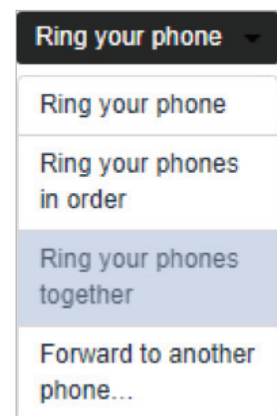 Ring your phone
Ring your phone
Ring your phones
in order
Ring your phones
together
Forward to another
phone...